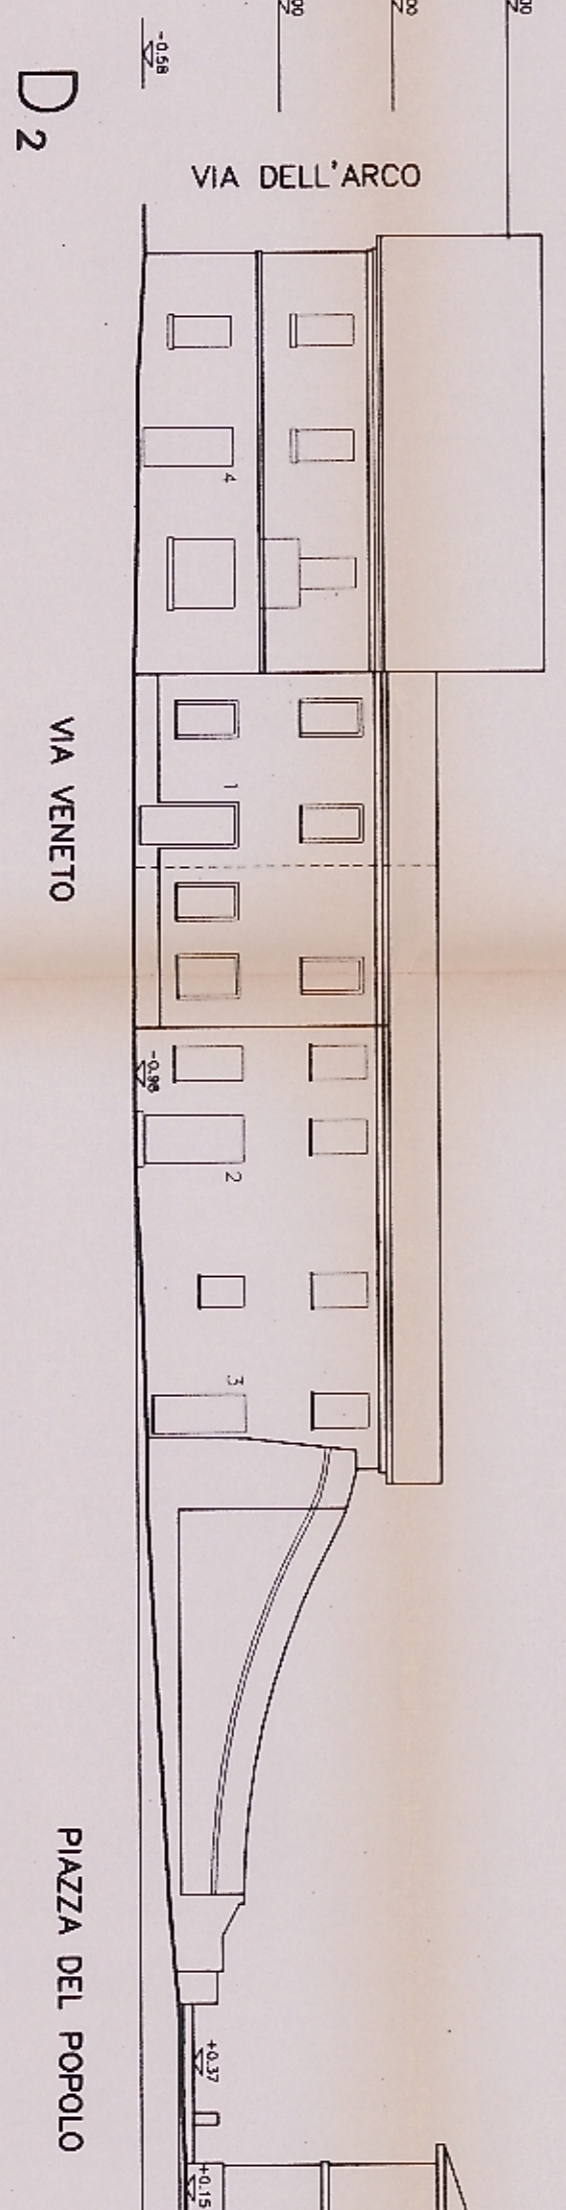 D2
-0.58
VIA DELL'ARCO
4
1
VIA VENETO
-0.98
2
3
PIAZZA DEL POPOLO
+0.37
+0.15